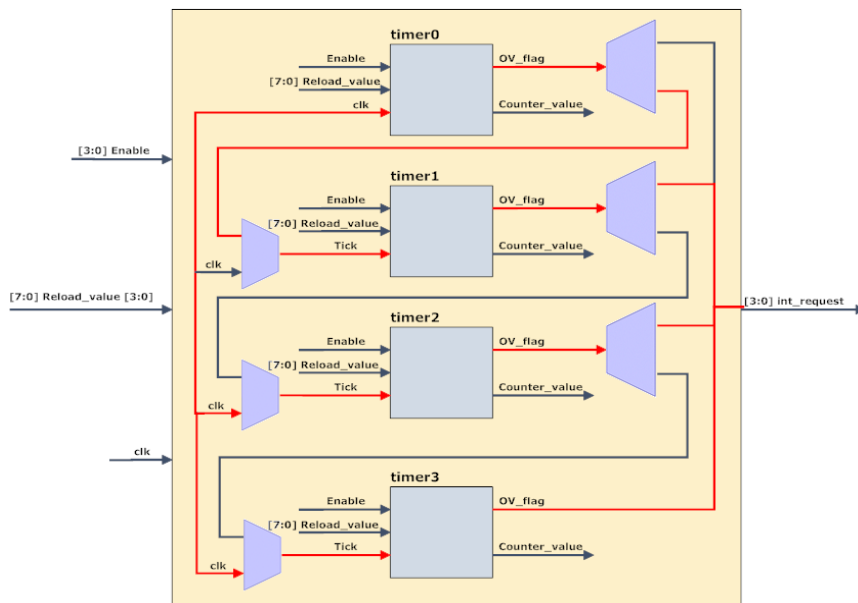 timer0
Enable
OV_flag
[7:0] Reload_value
clk
Counter_value
[3:0] Enable
timer1
Enable
OV_flag
[7:0] Reload_value
Tick
Counter_value
clk
[7:0] Reload_value [3:0]
[3:0] int_request
timer2
Enable
OV_flag
[7:0] Reload_value
Tick
Counter_value
clk
clk
timer3
Enable
OV_flag
[7:0] Reload_value
Tick
Counter_value
clk